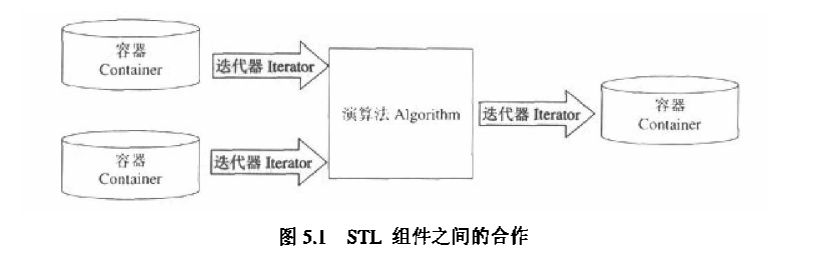 容器
Container
迭代器 Iterator
容器
Container
迭代器 Iterator
演算法 Algorithm
迭代器 Iterator
容器
Container
图 5.1 STL 组件之间的合作